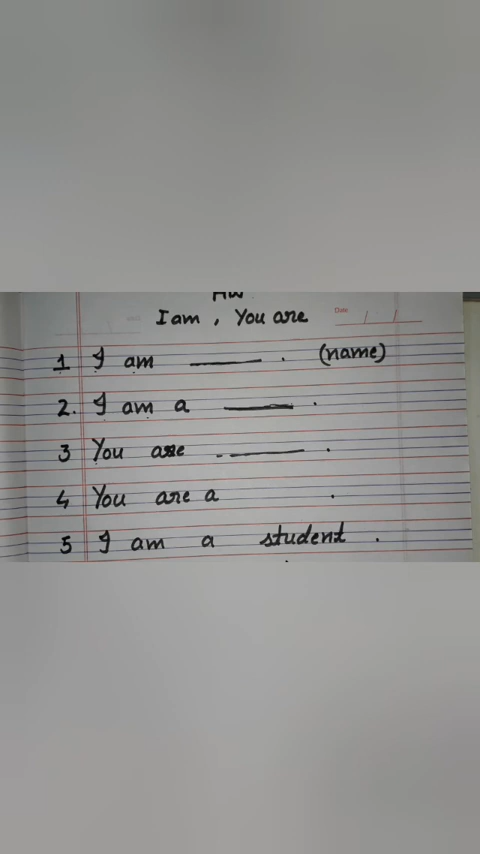 HW
I am , You are Date / /
1 I am ______ . (name)
2. I am a ______ .
3 You are ______ .
4 You are a .
5 I am a student .